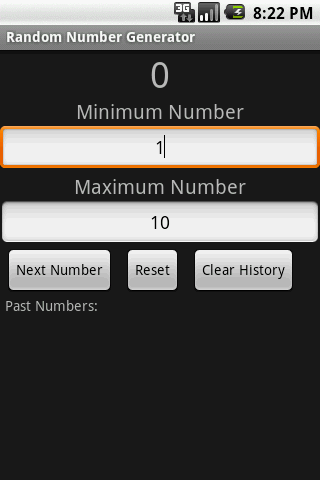 3G 8:22 PM
Random Number Generator
0
Minimum Number
1
Maximum Number
10
Next Number Reset Clear History
Past Numbers: